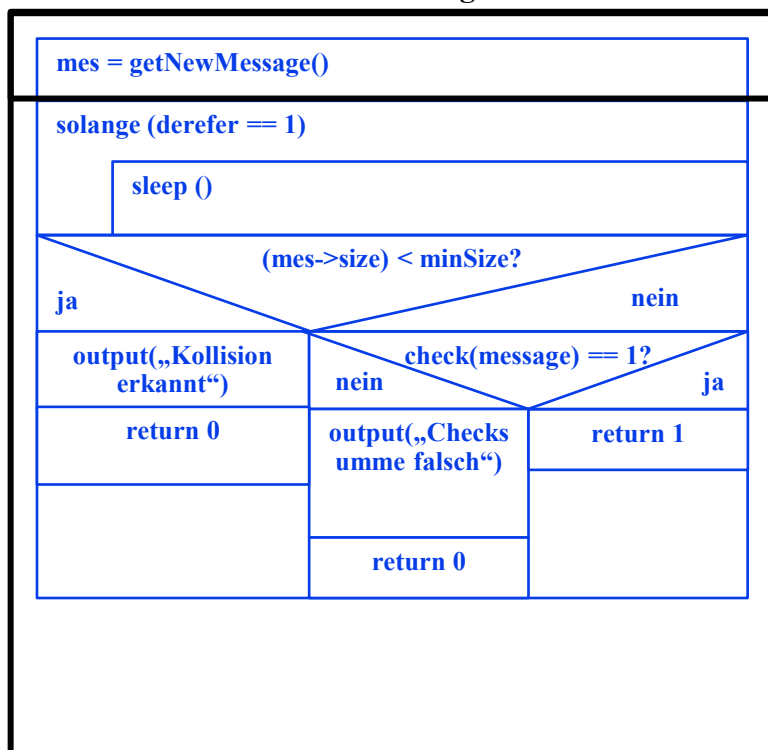 mes = getNewMessage()
solange (derefer == 1)
sleep ()
(mes->size) < minSize?
ja
nein
output(„Kollision
erkannt“)
return 0
check(message) == 1?
nein
ja
output(„Checks
umme falsch“)
return 0
return 1